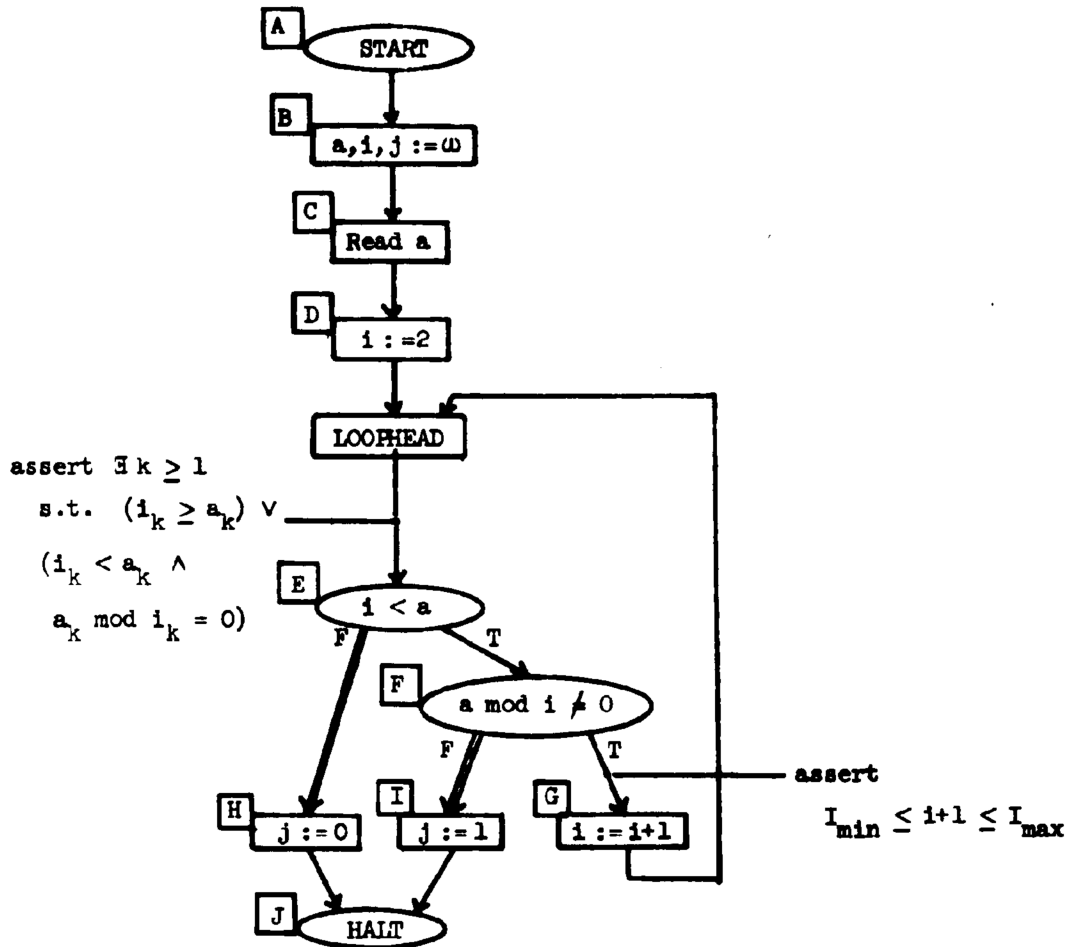 A
START
B
a,i,j :=ω
C
Read a
D
i :=2
LOOPHEAD
assert ∃ k ≥ 1
s.t. (i_k ≥ a_k) ∨
(i_k < a_k ∧
a_k mod i_k = 0)
E
i < a
F
T
F
a mod i ≠ 0
F
T
assert
I_min ≤ i+1 ≤ I_max
H
j :=0
I
j :=1
G
i :=i+1
J
HALT